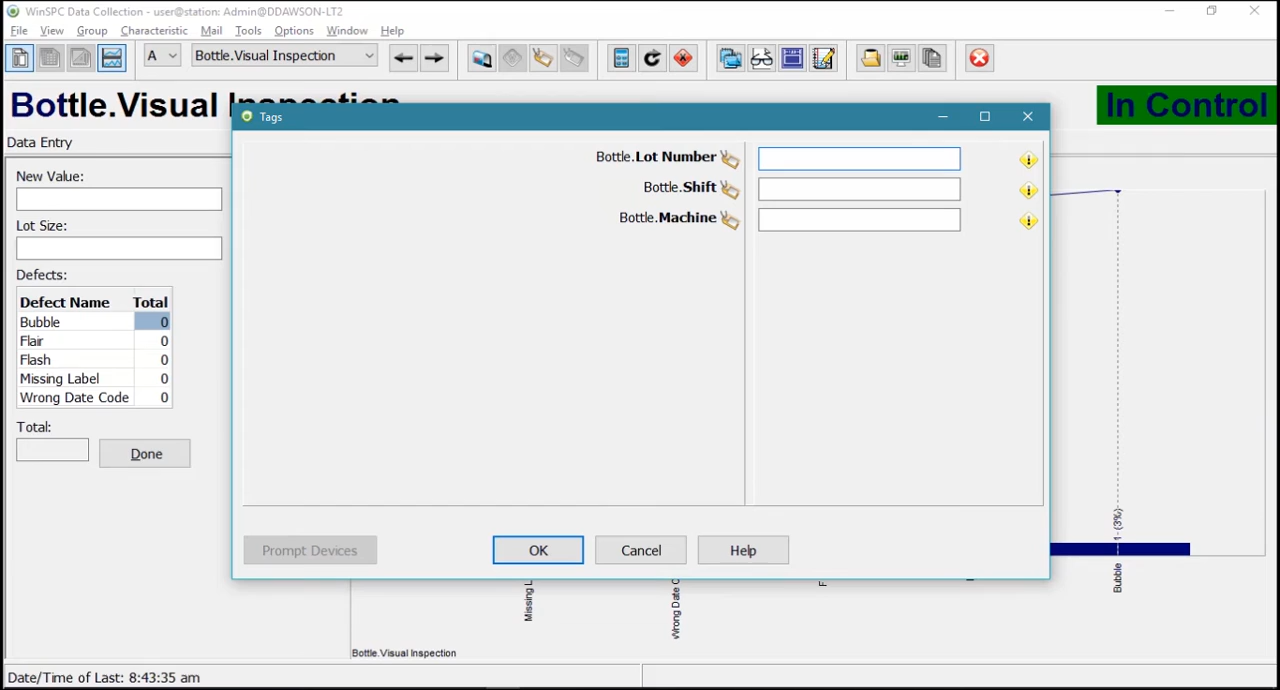 WinSPC Data Collection - user@station: Admin@DDAWSON-LT2
File View Group Characteristic Mail Tools Options Window Help
A Bottle.Visual Inspection
Bottle.Visual Inspection
In Control
Data Entry
New Value:
Lot Size:
Defects:
Defect Name Total
Bubble 0
Flair 0
Flash 0
Missing Label 0
Wrong Date Code 0
Total:
Done
Tags
Bottle.Lot Number
Bottle.Shift
Bottle.Machine
Prompt Devices OK Cancel Help
1- (3%)
Missing L
Wrong Date C
Bubble
Bottle.Visual Inspection
Date/Time of Last: 8:43:35 am